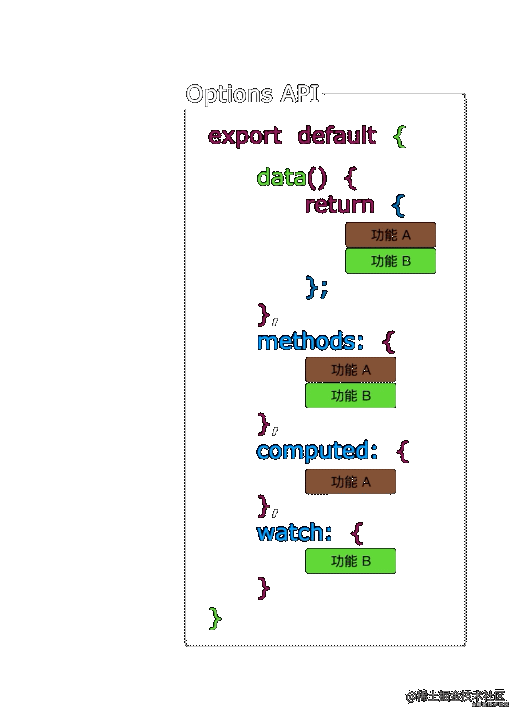 Options API
export default {
data() {
return {
功能 A
功能 B
};
},
methods: {
功能 A
功能 B
},
computed: {
功能 A
},
watch: {
功能 B
}
}
@稀土掘金技术社区